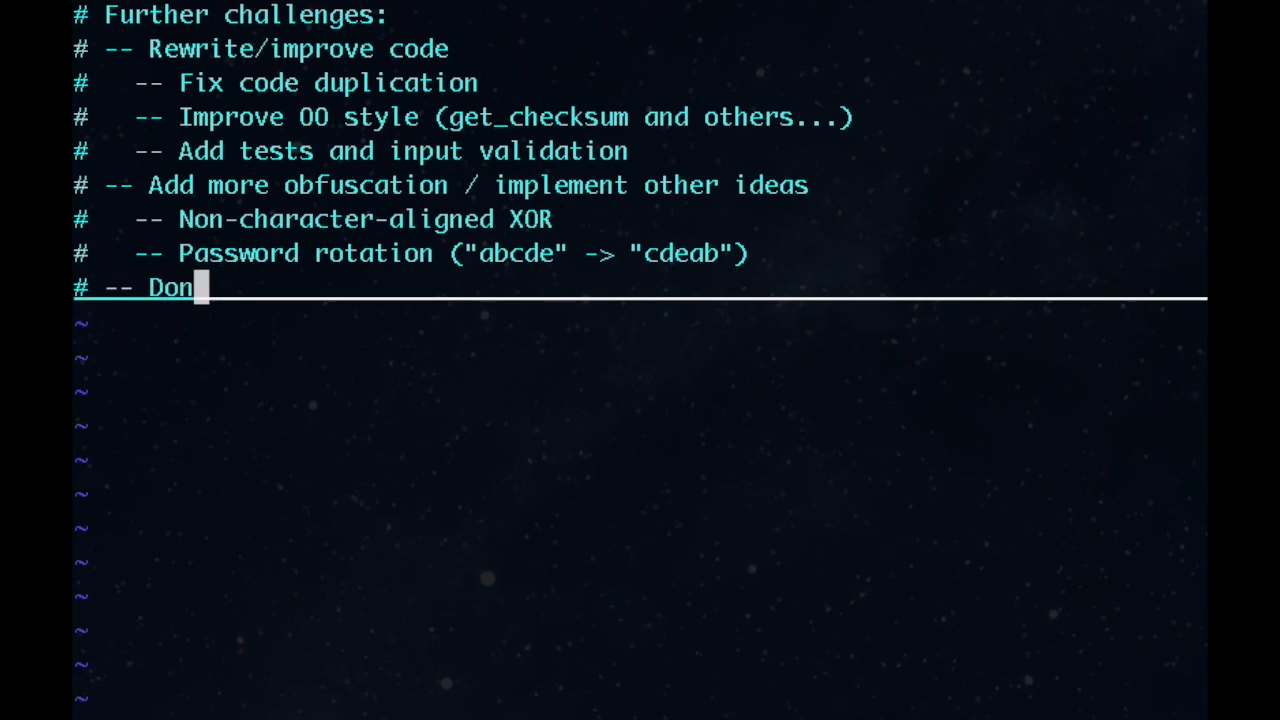 # Further challenges:
# -- Rewrite/improve code
#   -- Fix code duplication
#   -- Improve OO style (get_checksum and others...)
#   -- Add tests and input validation
# -- Add more obfuscation / implement other ideas
#   -- Non-character-aligned XOR
#   -- Password rotation ("abcde" -> "cdeab")
# -- Don
~
~
~
~
~
~
~
~
~
~
~
~